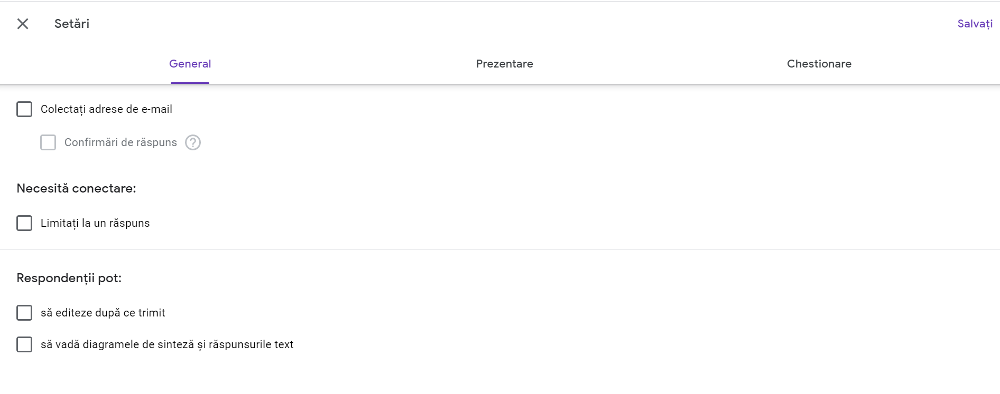 Setări
Salvați
General
Prezentare
Chestionare
Colectați adrese de e-mail
Confirmări de răspuns
Necesită conectare:
Limitați la un răspuns
Respondenții pot:
să editeze după ce trimit
să vadă diagramele de sinteză și răspunsurile text